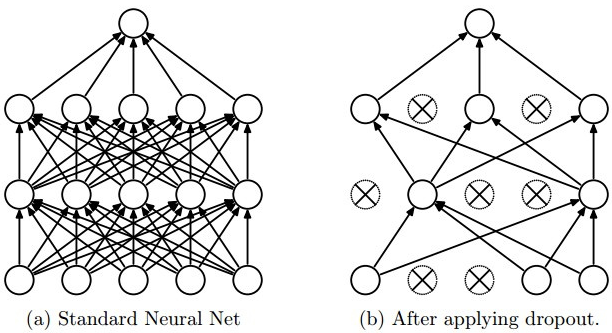 (a) Standard Neural Net
(b) After applying dropout.